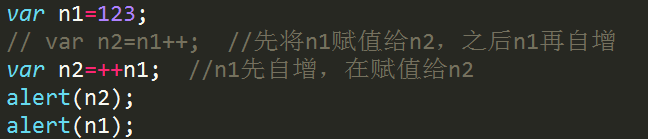 var n1=123;
// var n2=n1++;  //先将n1赋值给n2，之后n1再自增
var n2=++n1;  //n1先自增，在赋值给n2
alert(n2);
alert(n1);